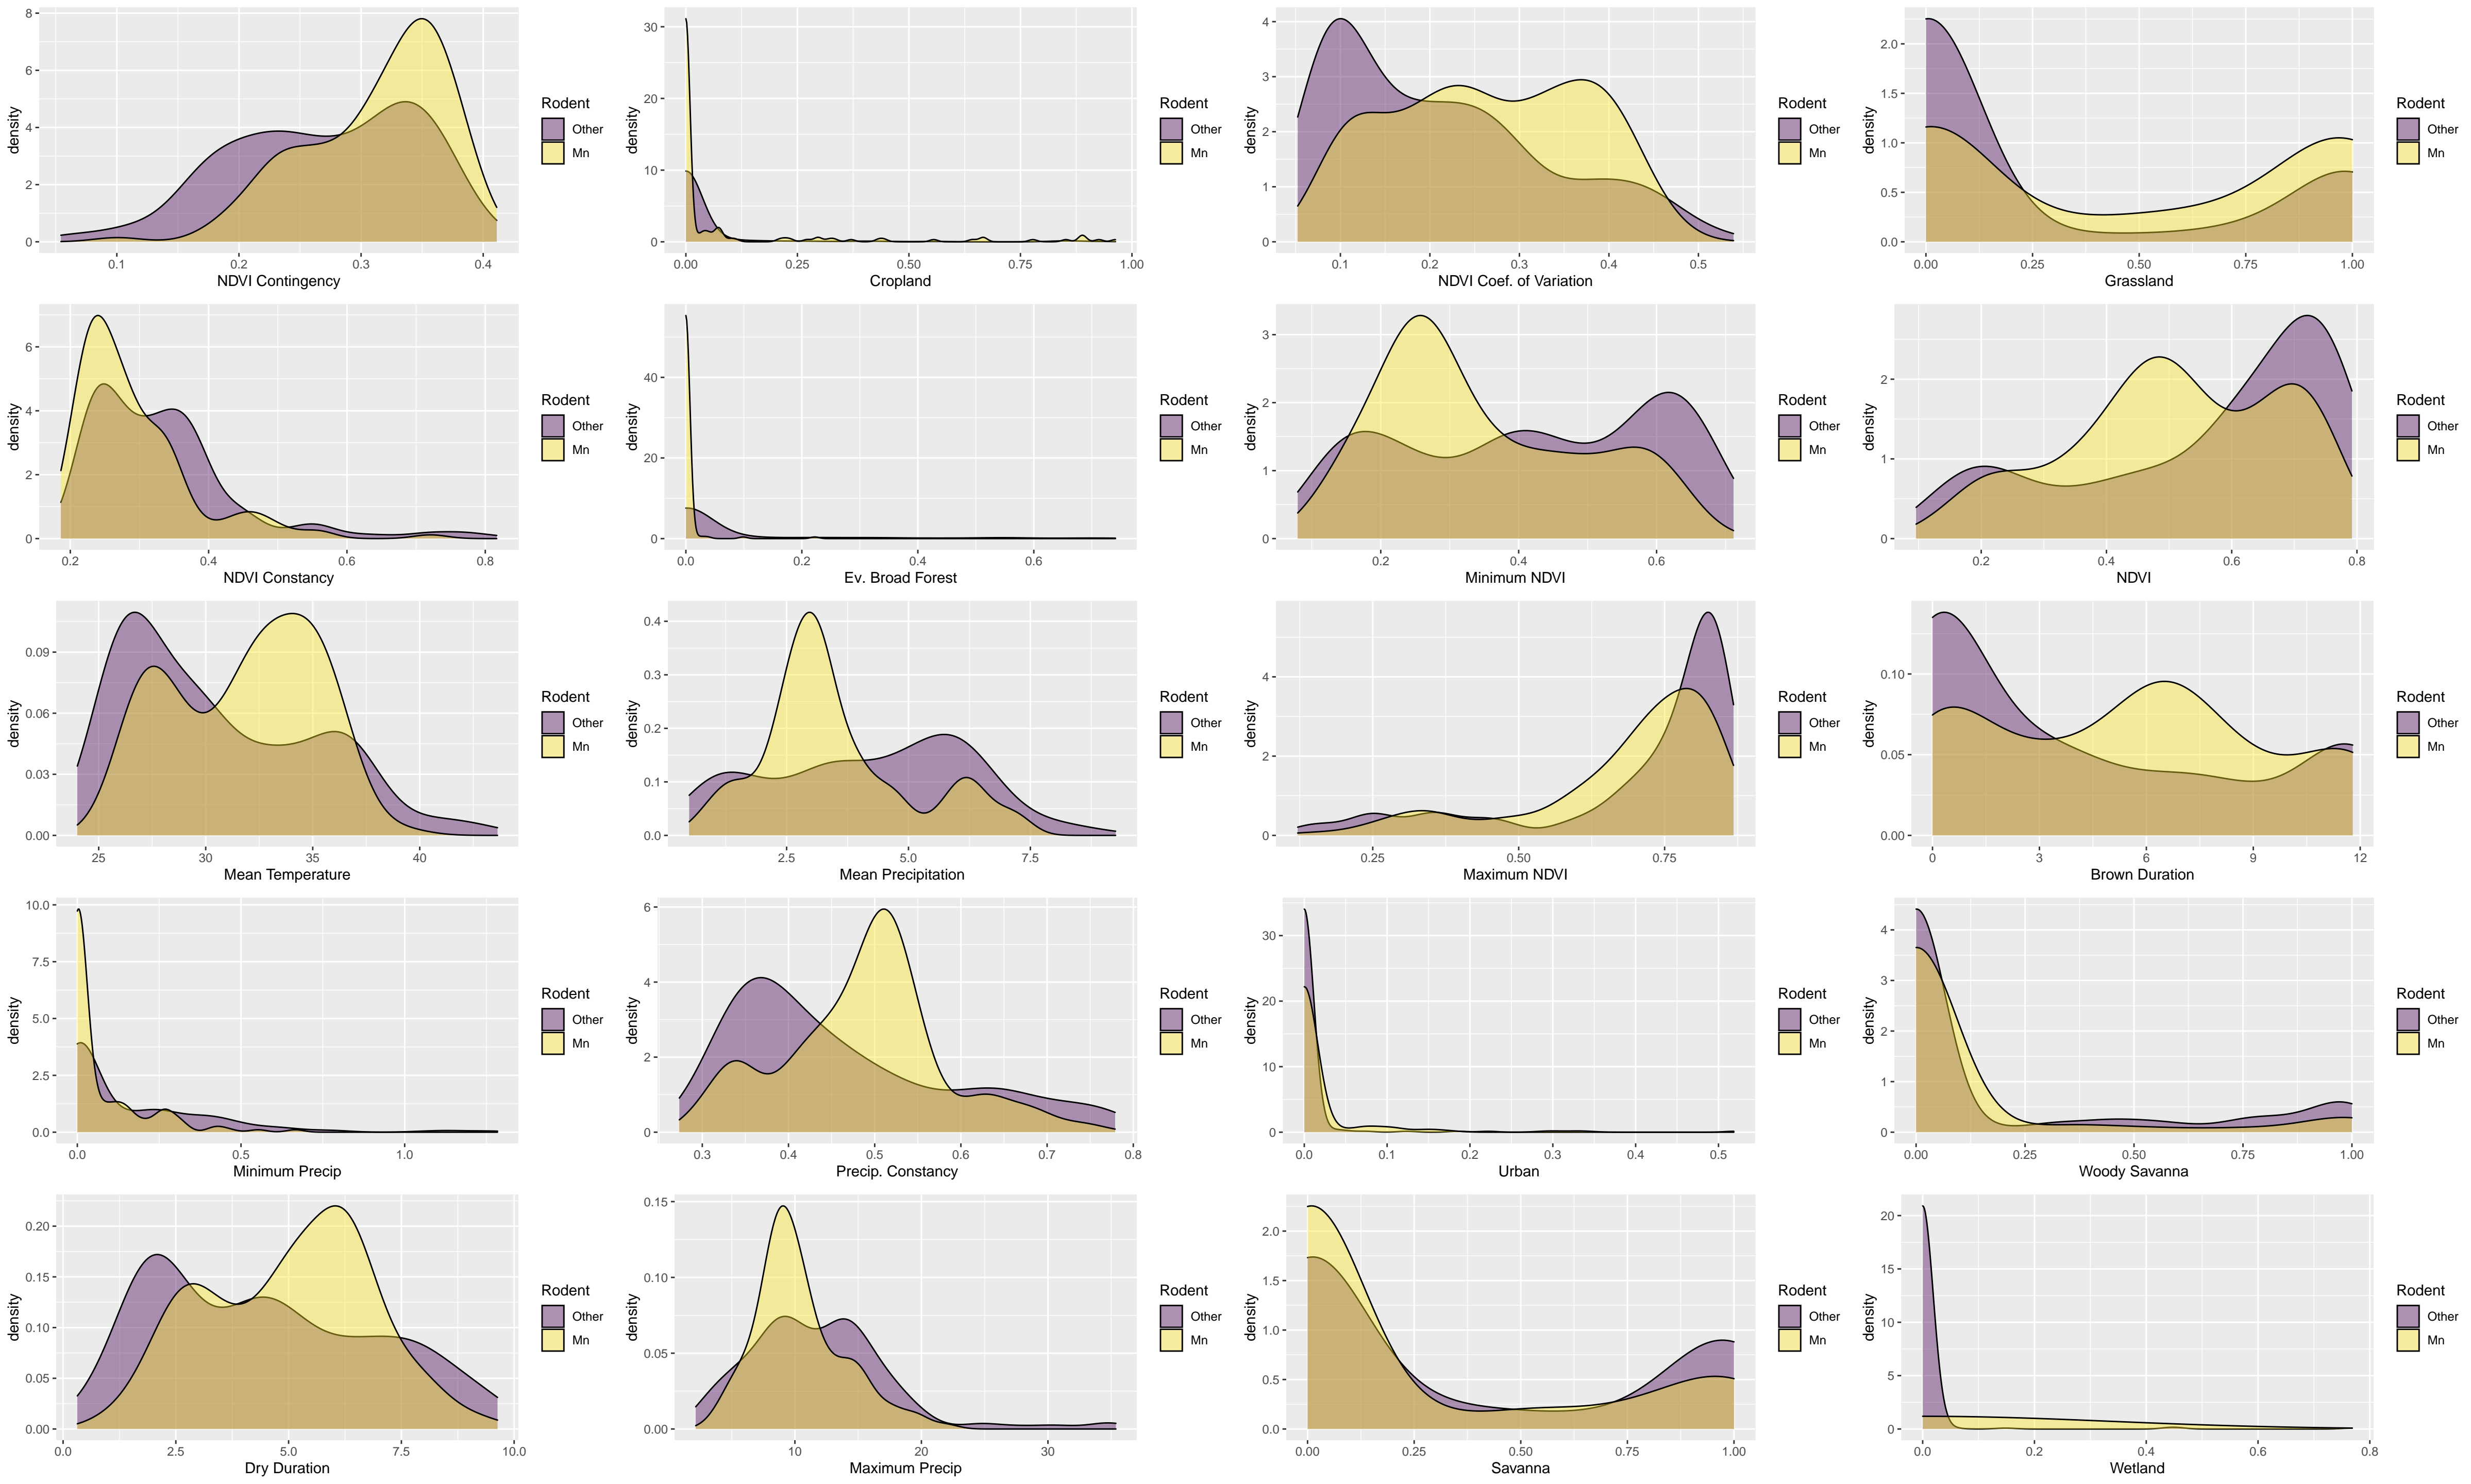 density
8
6
4
2
0
0.1 0.2 0.3 0.4
NDVI Contingency
Rodent
Other
Mn
density
30
20
10
0
0.00 0.25 0.50 0.75 1.00
Cropland
Rodent
Other
Mn
density
4
3
2
1
0
0.1 0.2 0.3 0.4 0.5
NDVI Coef. of Variation
Rodent
Other
Mn
density
2.0
1.5
1.0
0.5
0.0
0.00 0.25 0.50 0.75 1.00
Grassland
Rodent
Other
Mn
density
6
4
2
0
0.2 0.4 0.6 0.8
NDVI Constancy
Rodent
Other
Mn
density
40
20
0
0.0 0.2 0.4 0.6
Ev. Broad Forest
Rodent
Other
Mn
density
3
2
1
0
0.2 0.4 0.6
Minimum NDVI
Rodent
Other
Mn
density
2
1
0
0.2 0.4 0.6 0.8
NDVI
Rodent
Other
Mn
density
0.09
0.06
0.03
0.00
25 30 35 40
Mean Temperature
Rodent
Other
Mn
density
0.4
0.3
0.2
0.1
0.0
2.5 5.0 7.5
Mean Precipitation
Rodent
Other
Mn
density
4
2
0
0.25 0.50 0.75
Maximum NDVI
Rodent
Other
Mn
density
0.10
0.05
0.00
0 3 6 9 12
Brown Duration
Rodent
Other
Mn
density
10.0
7.5
5.0
2.5
0.0
0.0 0.5 1.0
Minimum Precip
Rodent
Other
Mn
density
6
4
2
0
0.3 0.4 0.5 0.6 0.7 0.8
Precip. Constancy
Rodent
Other
Mn
density
30
20
10
0
0.0 0.1 0.2 0.3 0.4 0.5
Urban
Rodent
Other
Mn
density
4
3
2
1
0
0.00 0.25 0.50 0.75 1.00
Woody Savanna
Rodent
Other
Mn
density
0.20
0.15
0.10
0.05
0.00
0.0 2.5 5.0 7.5 10.0
Dry Duration
Rodent
Other
Mn
density
0.15
0.10
0.05
0.00
10 20 30
Maximum Precip
Rodent
Other
Mn
density
2.0
1.5
1.0
0.5
0.0
0.00 0.25 0.50 0.75 1.00
Savanna
Rodent
Other
Mn
density
20
15
10
5
0
0.0 0.2 0.4 0.6 0.8
Wetland
Rodent
Other
Mn